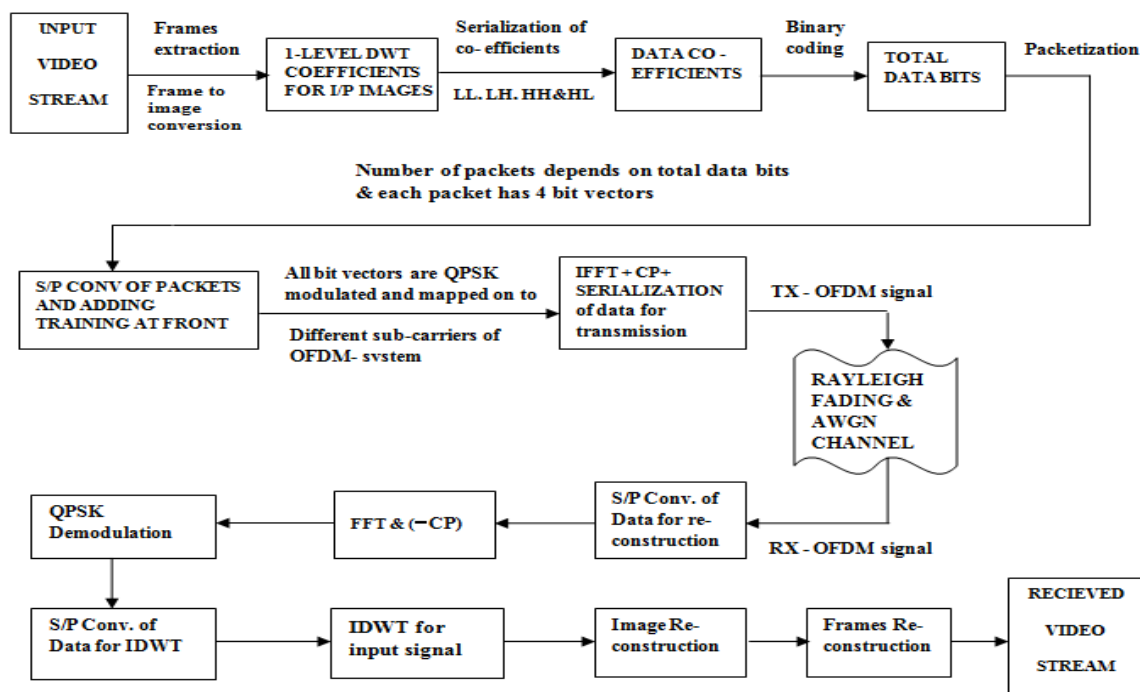 INPUT
VIDEO
STREAM
Frames
extraction
Frame to
image
conversion
1-LEVEL DWT
COEFFICIENTS
FOR I/P IMAGES
Serialization of
co- efficients
LL. LH. HH&HL
DATA CO -
EFFICIENTS
Binary
coding
TOTAL
DATA BITS
Packetization
Number of packets depends on total data bits
& each packet has 4 bit vectors
S/P CONV OF PACKETS
AND ADDING
TRAINING AT FRONT
All bit vectors are QPSK
modulated and mapped on to
Different sub-carriers of
OFDM- system
IFFT + CP+
SERIALIZATION
of data for
transmission
TX - OFDM signal
RAYLEIGH
FADING &
AWGN
CHANNEL
RX - OFDM signal
S/P Conv. of
Data for re-
construction
FFT & (−CP)
QPSK
Demodulation
S/P Conv. of
Data for IDWT
IDWT for
input signal
Image Re-
construction
Frames Re-
construction
RECIEVED
VIDEO
STREAM